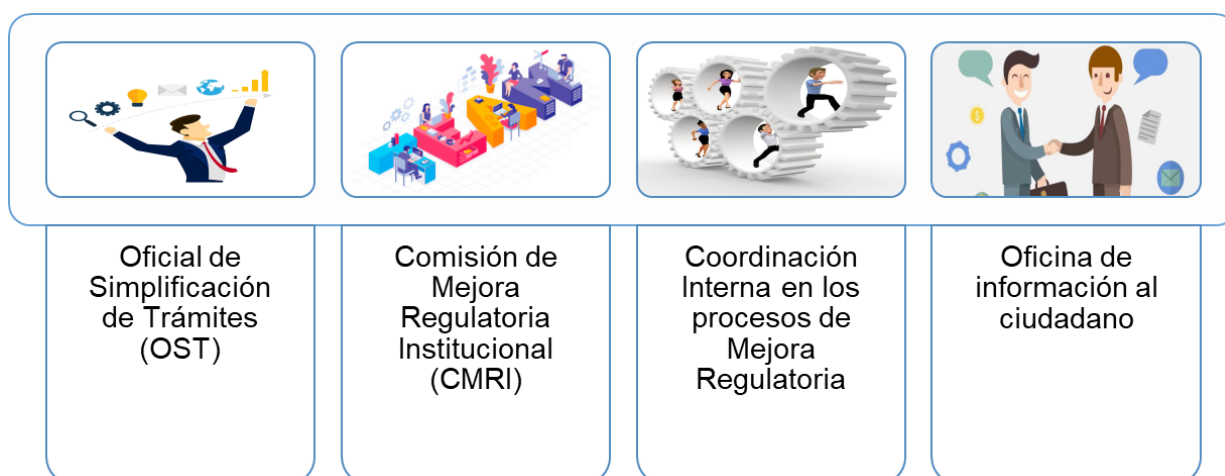 Oficial de
Simplificación
de Trámites
(OST)
Comisión de
Mejora
Regulatoria
Institucional
(CMRI)
Coordinación
Interna en los
procesos de
Mejora
Regulatoria
Oficina de
información al
ciudadano